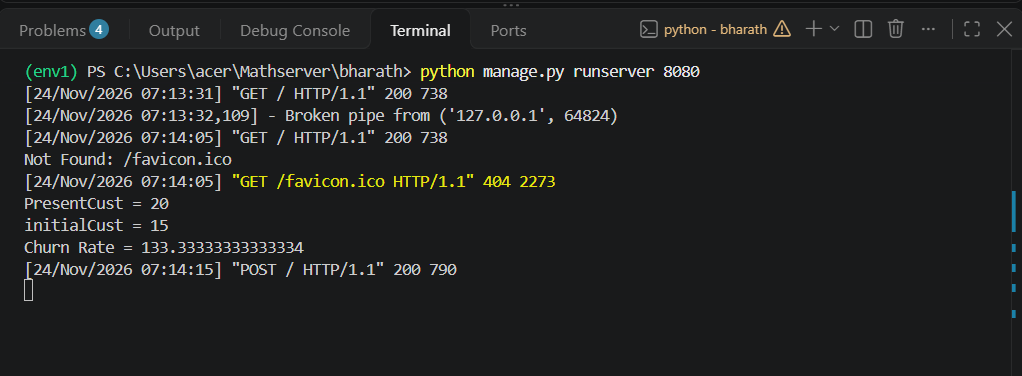 Problems 4 Output Debug Console Terminal Ports python - bharath
(env1) PS C:\Users\acer\Mathserver\bharath> python manage.py runserver 8080
[24/Nov/2026 07:13:31] "GET / HTTP/1.1" 200 738
[24/Nov/2026 07:13:32,109] - Broken pipe from ('127.0.0.1', 64824)
[24/Nov/2026 07:14:05] "GET / HTTP/1.1" 200 738
Not Found: /favicon.ico
[24/Nov/2026 07:14:05] "GET /favicon.ico HTTP/1.1" 404 2273
PresentCust = 20
initialCust = 15
Churn Rate = 133.33333333333334
[24/Nov/2026 07:14:15] "POST / HTTP/1.1" 200 790